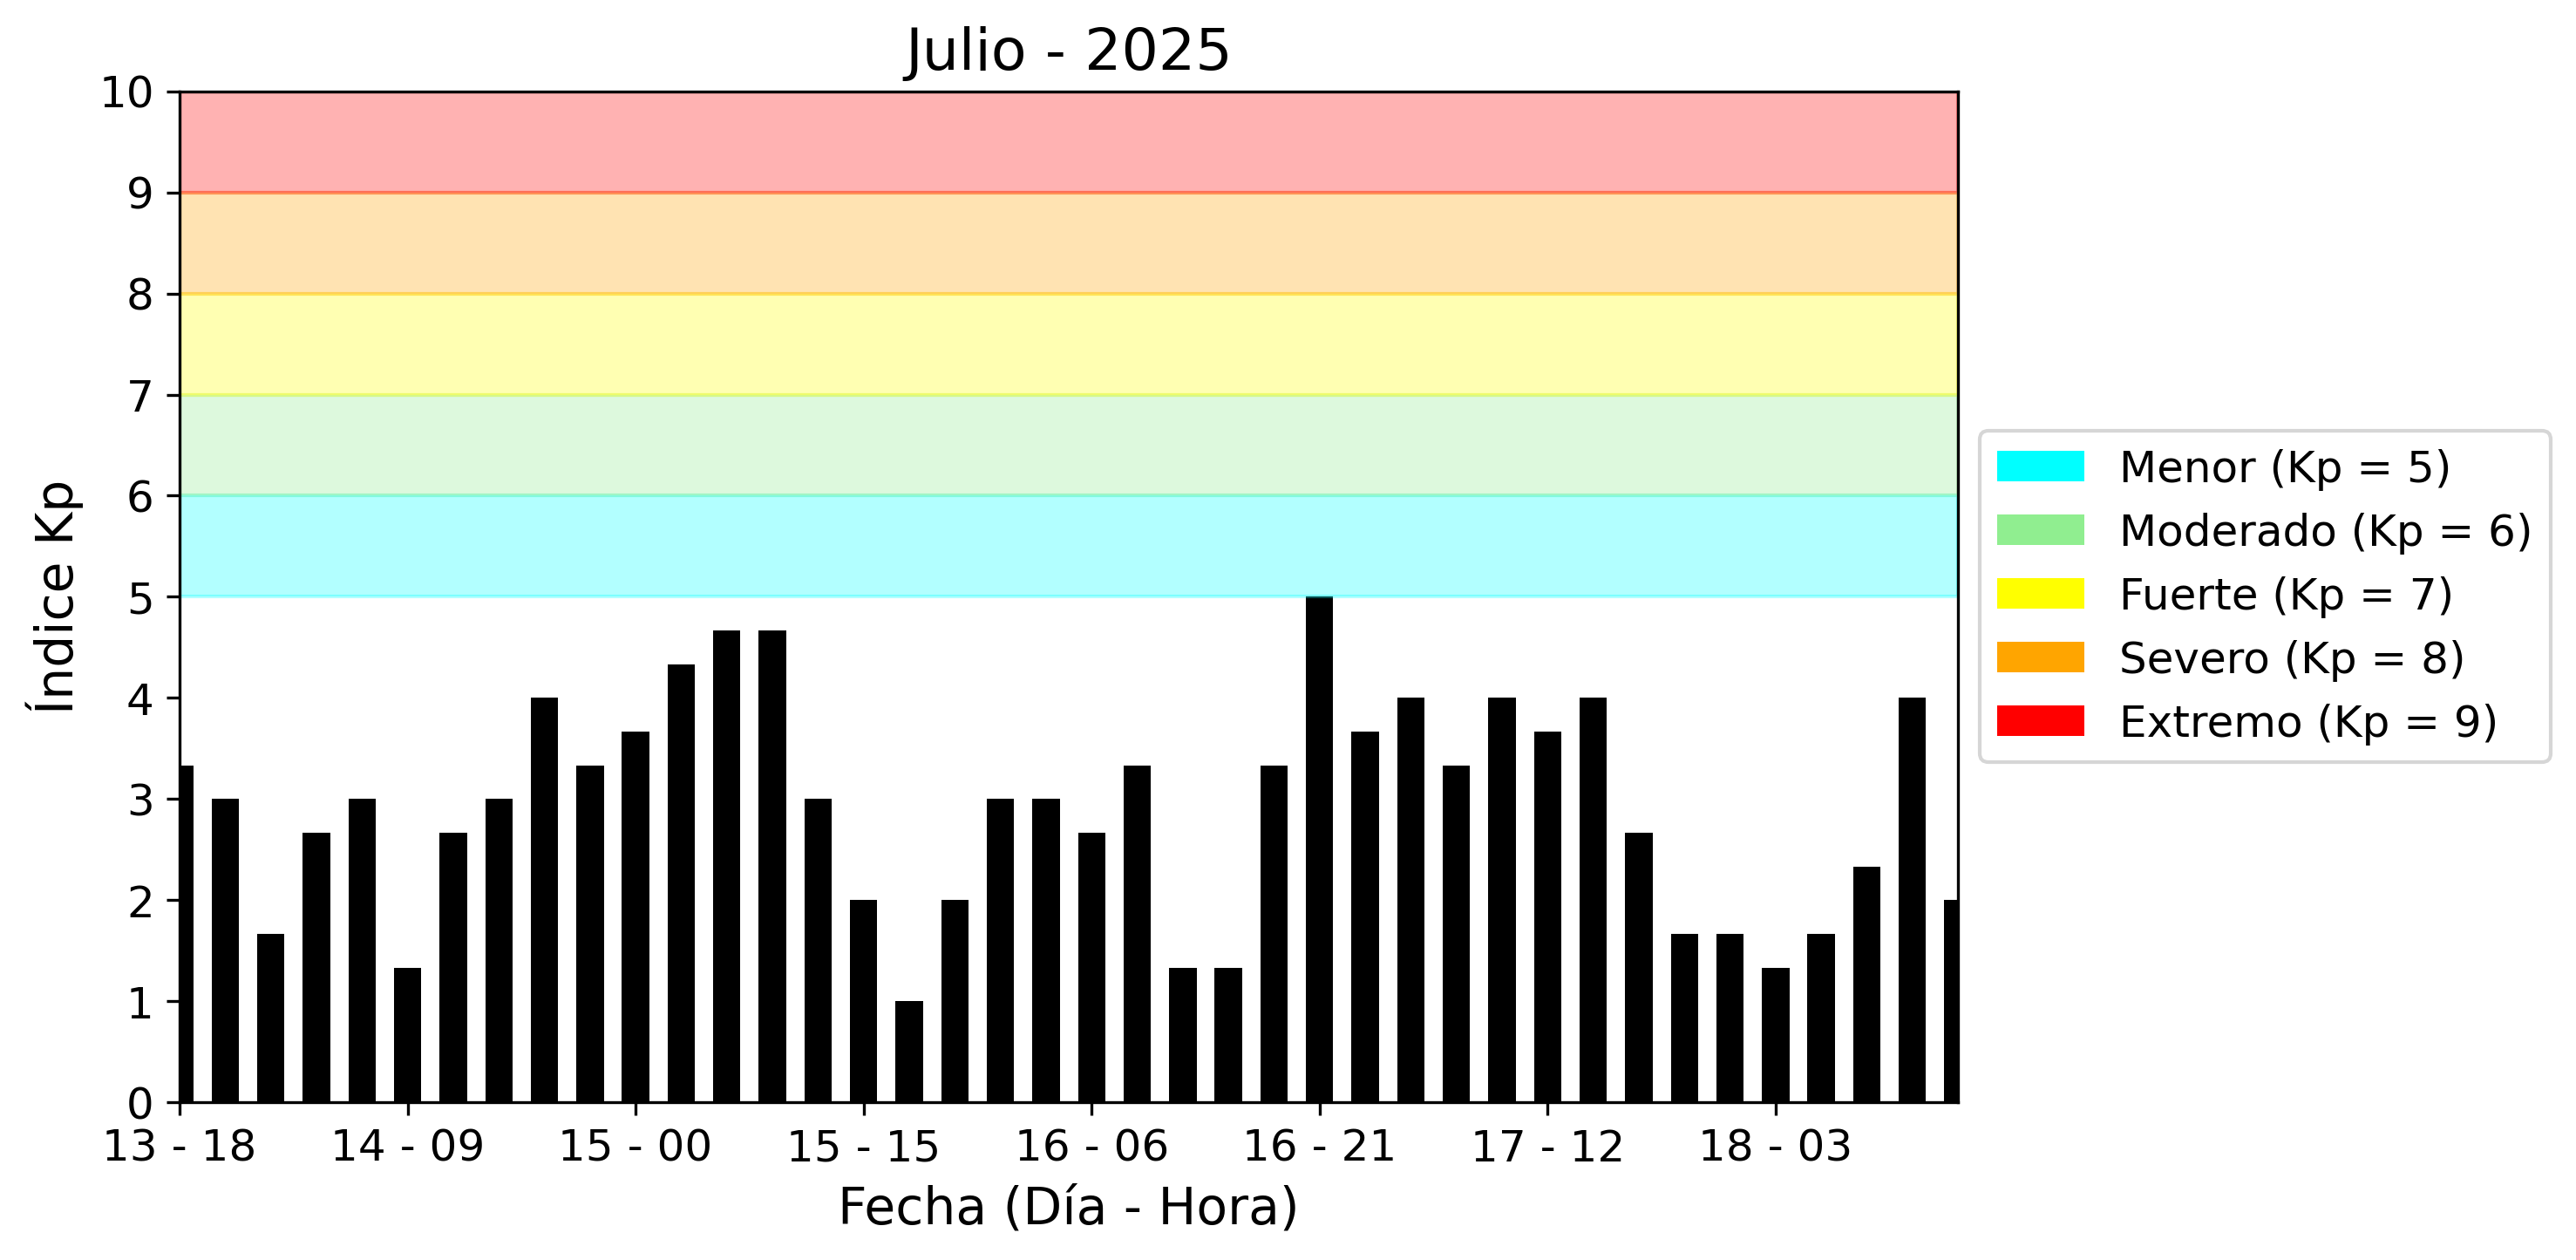 Julio - 2025
10
9
8
7
6
5
4
3
2
1
0
Índice Kp
13 - 18
14 - 09
15 - 00
15 - 15
16 - 06
16 - 21
17 - 12
18 - 03
Fecha (Día - Hora)
Menor (Kp = 5)
Moderado (Kp = 6)
Fuerte (Kp = 7)
Severo (Kp = 8)
Extremo (Kp = 9)